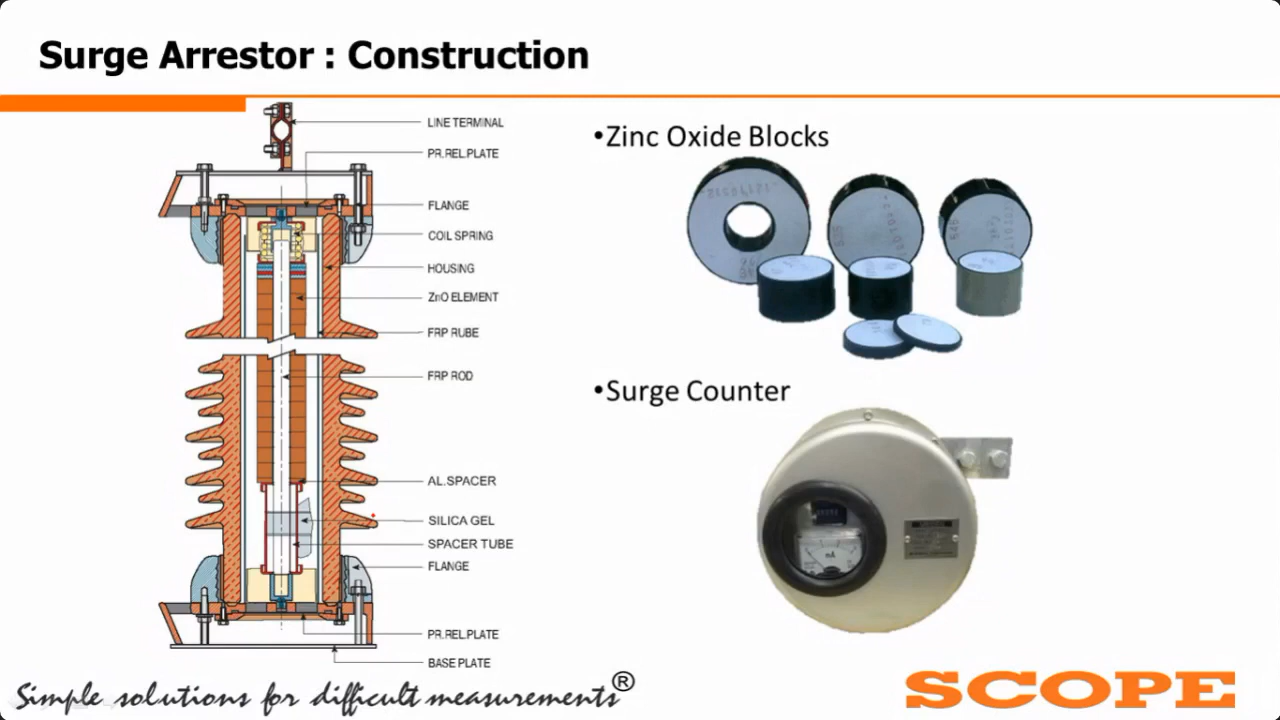 Surge Arrestor : Construction
LINE TERMINAL
PR.REL.PLATE
FLANGE
COIL SPRING
HOUSING
ZnO ELEMENT
FRP RUBE
FRP ROD
AL.SPACER
SILICA GEL
SPACER TUBE
FLANGE
PR.REL.PLATE
BASE PLATE
•Zinc Oxide Blocks
•Surge Counter
mA
Simple solutions for difficult measurements®
SCOPE